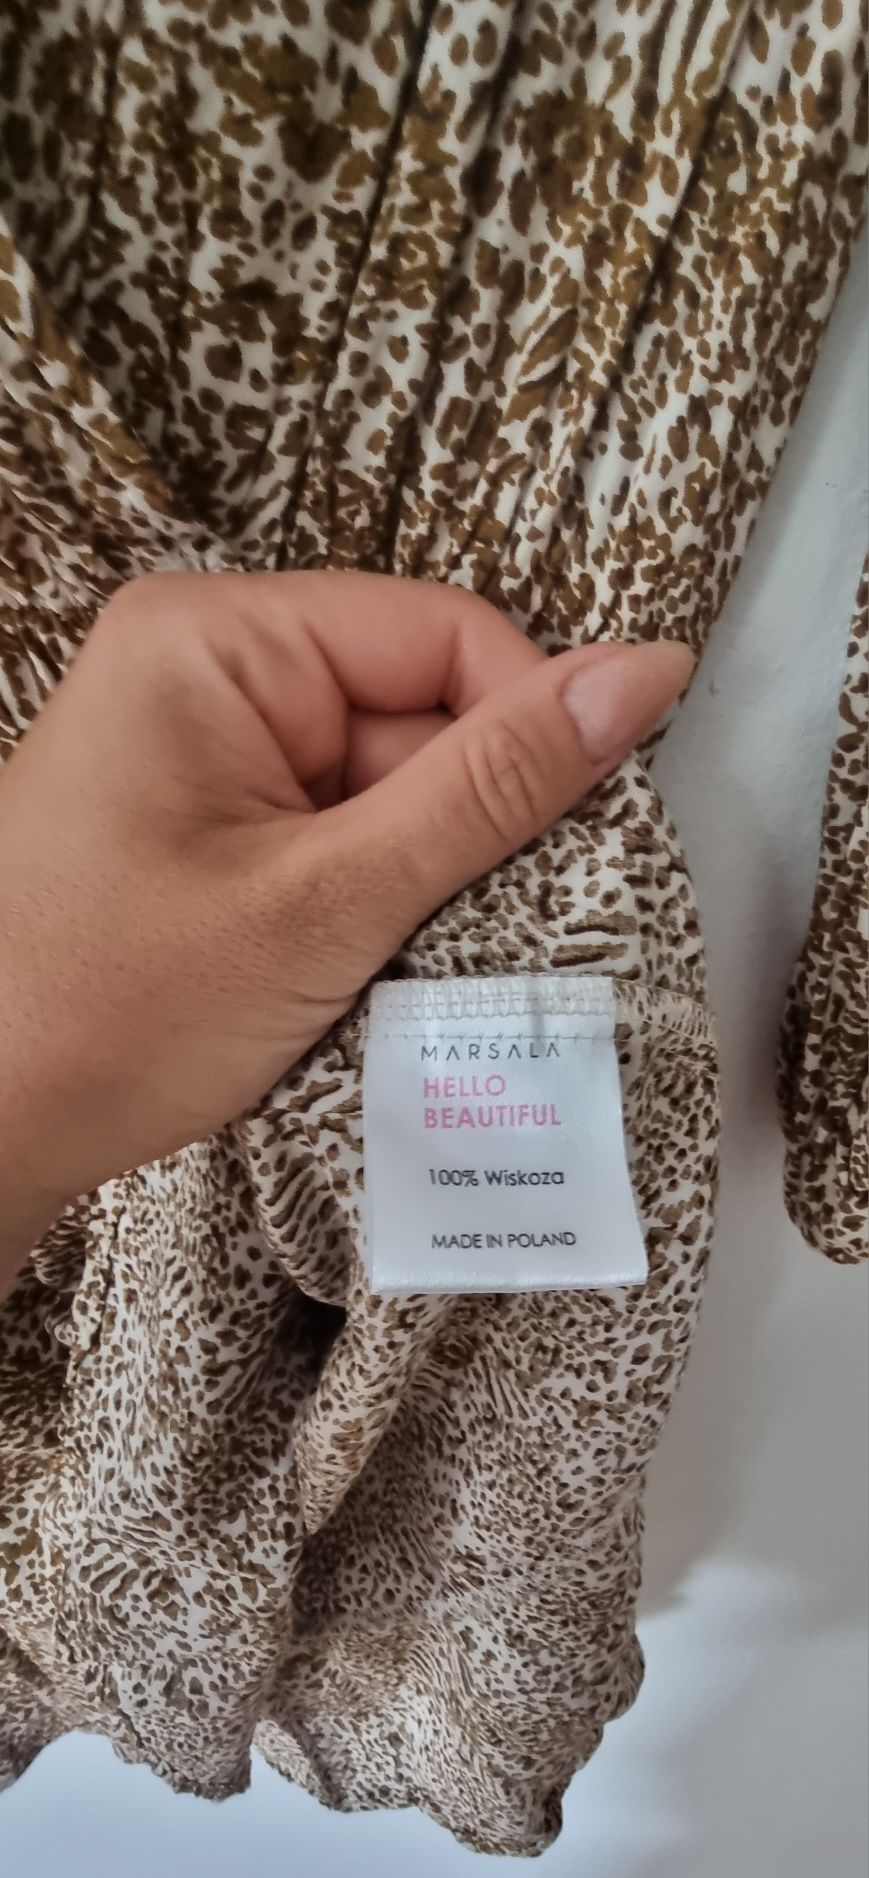 MARSALA
HELLO
BEAUTIFUL
100% Wiskoza
MADE IN POLAND